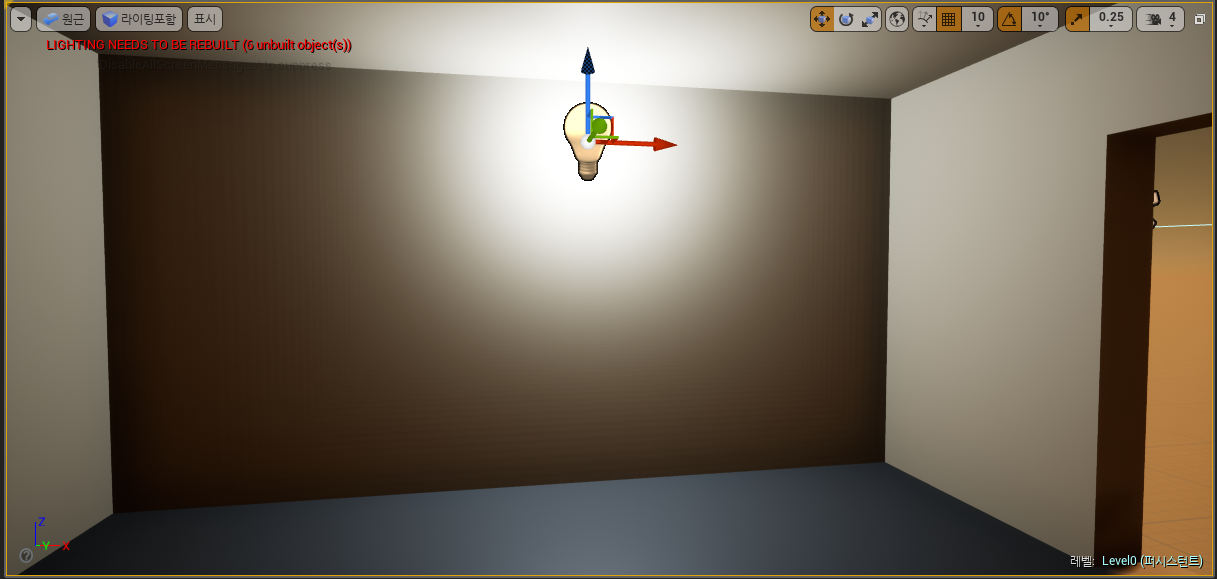 원근 라이팅포함 표시 10 10° 0.25 4
LIGHTING NEEDS TO BE REBUILT (6 unbuilt object(s))
Z
Y X
?
레벨: Level0 (퍼시스턴트)